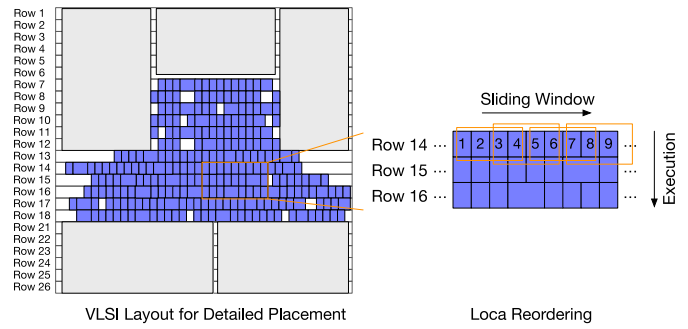 Row 1
Row 2
Row 3
Row 4
Row 5
Row 6
Row 7
Row 8
Row 9
Row 10
Row 11
Row 12
Row 13
Row 14
Row 15
Row 16
Row 17
Row 18
Row 21
Row 22
Row 23
Row 24
Row 25
Row 26
VLSI Layout for Detailed Placement
Sliding Window
Row 14 ··· 1 2 3 4 5 6 7 8 9 ···
Row 15 ··· ···
Row 16 ··· ···
Execution
Loca Reordering